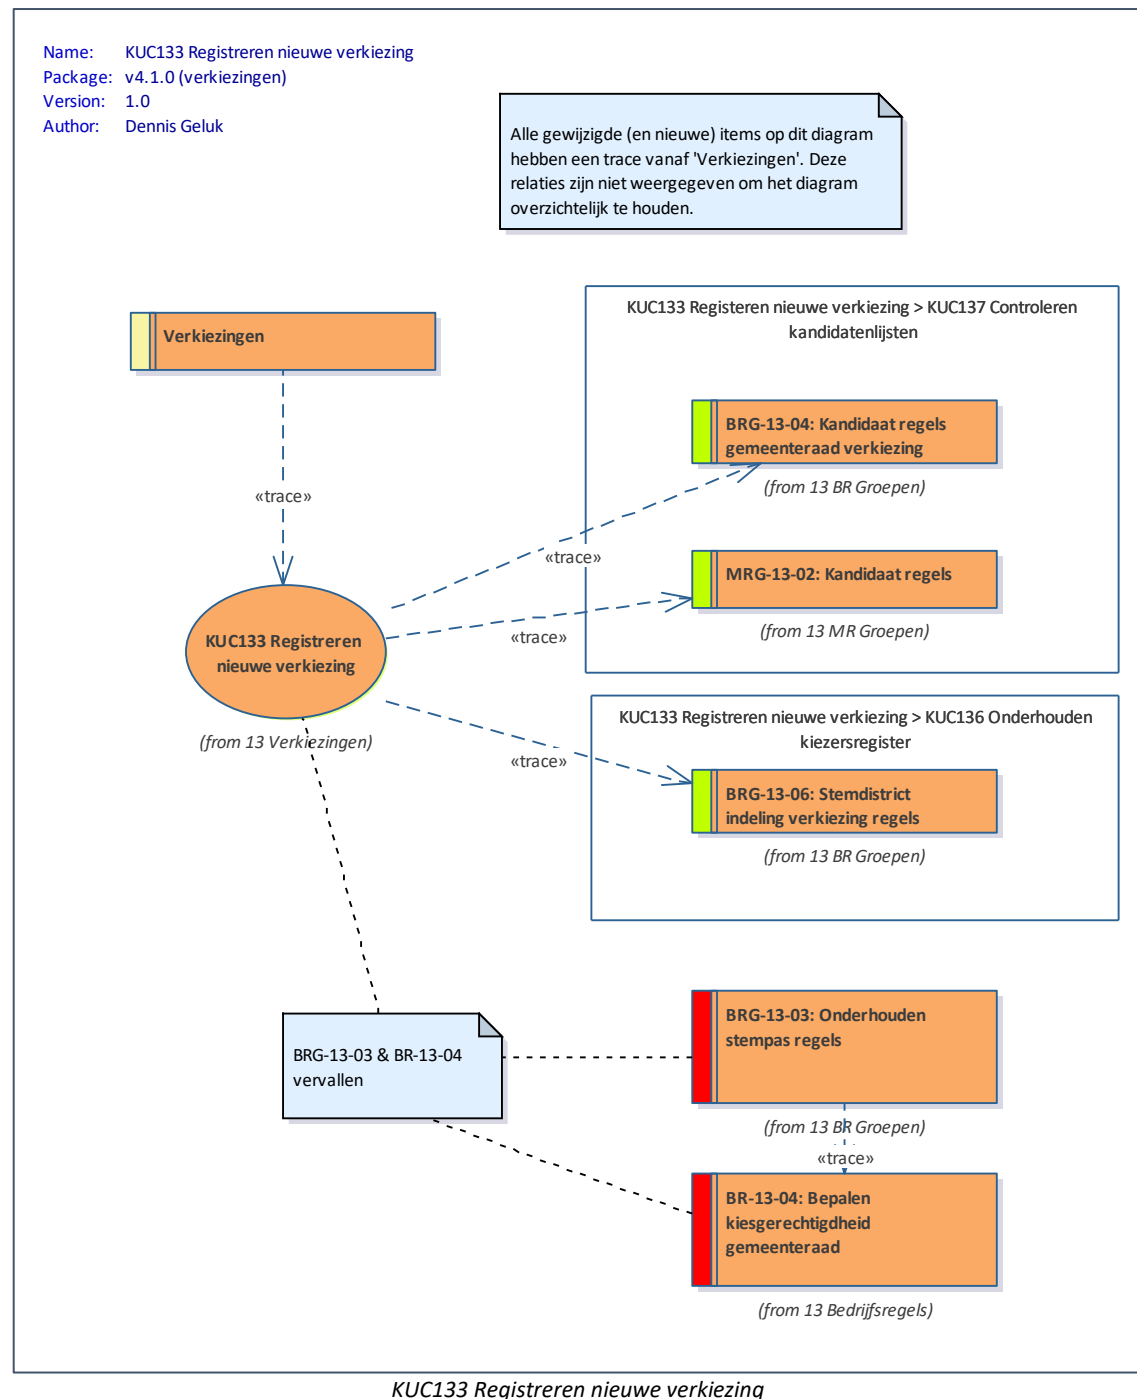 Name: KUC133 Registreren nieuwe verkiezing
Package: v4.1.0 (verkiezingen)
Version: 1.0
Author: Dennis Geluk
Alle gewijzigde (en nieuwe) items op dit diagram
hebben een trace vanaf 'Verkiezingen'. Deze
relaties zijn niet weergegeven om het diagram
overzichtelijk te houden.
Verkiezingen
«trace»
KUC133 Registreren
nieuwe verkiezing
(from 13 Verkiezingen)
KUC133 Registeren nieuwe verkiezing > KUC137 Controleren
kandidatenlijsten
BRG-13-04: Kandidaat regels
gemeenteraad verkiezing
(from 13 BR Groepen)
«trace»
MRG-13-02: Kandidaat regels
(from 13 MR Groepen)
«trace»
KUC133 Registreren nieuwe verkiezing > KUC136 Onderhouden
kiezersregister
«trace»
BRG-13-06: Stemdistrict
indeling verkiezing regels
(from 13 BR Groepen)
BRG-13-03 & BR-13-04
vervallen
BRG-13-03: Onderhouden
stempas regels
(from 13 BR Groepen)
«trace»
BR-13-04: Bepalen
kiesgerechtigdheid
gemeenteraad
(from 13 Bedrijfsregels)
KUC133 Registreren nieuwe verkiezing